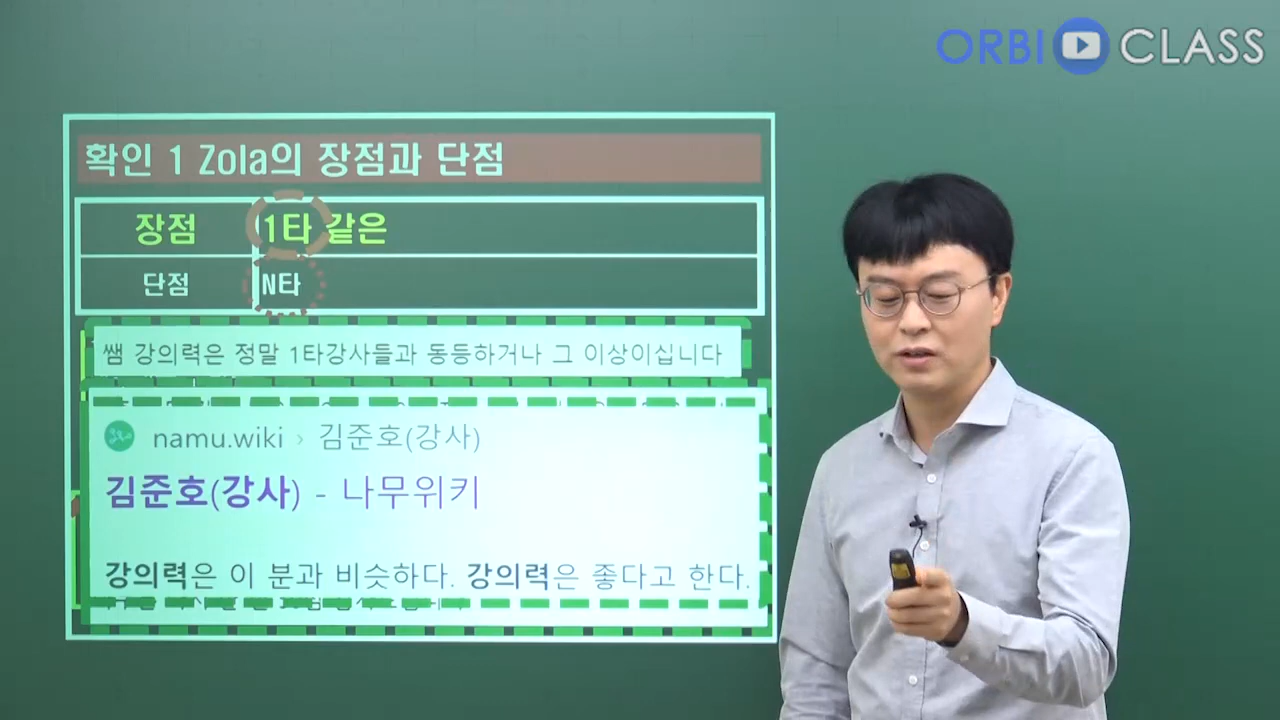 ORBI CLASS
확인 1 Zola의 장점과 단점
장점 1타 같은
단점 N타
쌤 강의력은 정말 1타강사들과 동등하거나 그 이상이십니다
namu.wiki › 김준호(강사)
김준호(강사) - 나무위키
강의력은 이 분과 비슷하다. 강의력은 좋다고 한다.